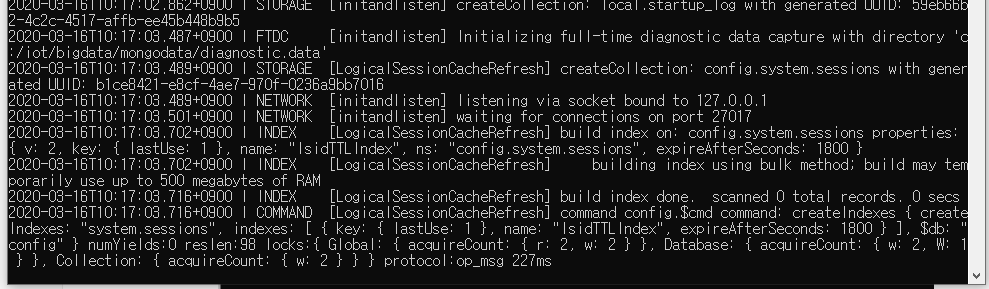 2020-03-16T10:17:02.862+0900 I STORAGE  [initandlisten] createCollection: local.startup_log with generated UUID: 59eb66b
2-4c2c-4517-affb-ee45b448b9b5
2020-03-16T10:17:03.487+0900 I FTDC     [initandlisten] Initializing full-time diagnostic data capture with directory 'c
:/iot/bigdata/mongodata/diagnostic.data'
2020-03-16T10:17:03.489+0900 I STORAGE  [LogicalSessionCacheRefresh] createCollection: config.system.sessions with gener
ated UUID: b1ce8421-e8cf-4ae7-970f-0236a9bb7016
2020-03-16T10:17:03.489+0900 I NETWORK  [initandlisten] listening via socket bound to 127.0.0.1
2020-03-16T10:17:03.501+0900 I NETWORK  [initandlisten] waiting for connections on port 27017
2020-03-16T10:17:03.702+0900 I INDEX    [LogicalSessionCacheRefresh] build index on: config.system.sessions properties:
{ v: 2, key: { lastUse: 1 }, name: "lsidTTLIndex", ns: "config.system.sessions", expireAfterSeconds: 1800 }
2020-03-16T10:17:03.702+0900 I INDEX    [LogicalSessionCacheRefresh]     building index using bulk method; build may tem
porarily use up to 500 megabytes of RAM
2020-03-16T10:17:03.716+0900 I INDEX    [LogicalSessionCacheRefresh] build index done.  scanned 0 total records. 0 secs
2020-03-16T10:17:03.716+0900 I COMMAND  [LogicalSessionCacheRefresh] command config.$cmd command: createIndexes { create
Indexes: "system.sessions", indexes: [ { key: { lastUse: 1 }, name: "lsidTTLIndex", expireAfterSeconds: 1800 } ], $db: "
config" } numYields:0 reslen:98 locks:{ Global: { acquireCount: { r: 2, w: 2 } }, Database: { acquireCount: { w: 2, W: 1
 } }, Collection: { acquireCount: { w: 2 } } } protocol:op_msg 227ms